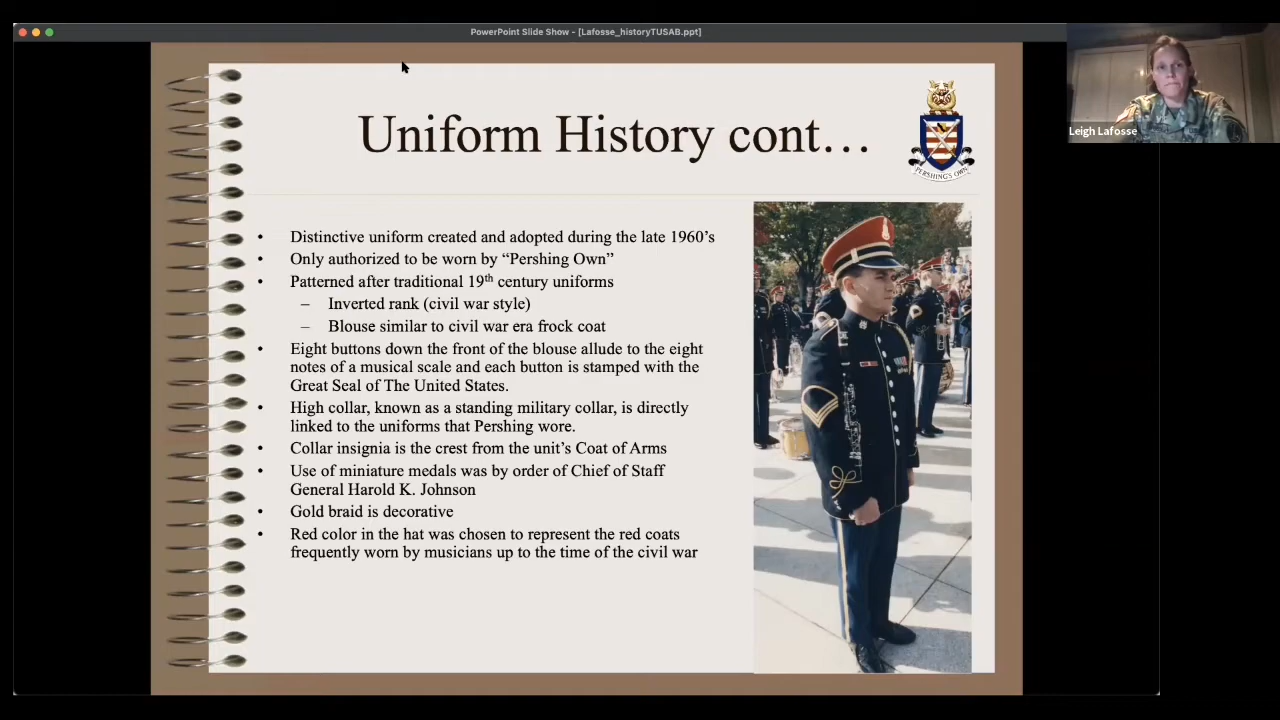 PowerPoint Slide Show - [Lafosse_historyTUSAB.ppt]
Leigh Lafosse
Uniform History cont…
PERSHING'S OWN
• Distinctive uniform created and adopted during the late 1960’s
• Only authorized to be worn by “Pershing Own”
• Patterned after traditional 19th century uniforms
– Inverted rank (civil war style)
– Blouse similar to civil war era frock coat
• Eight buttons down the front of the blouse allude to the eight
notes of a musical scale and each button is stamped with the
Great Seal of The United States.
• High collar, known as a standing military collar, is directly
linked to the uniforms that Pershing wore.
• Collar insignia is the crest from the unit’s Coat of Arms
• Use of miniature medals was by order of Chief of Staff
General Harold K. Johnson
• Gold braid is decorative
• Red color in the hat was chosen to represent the red coats
frequently worn by musicians up to the time of the civil war